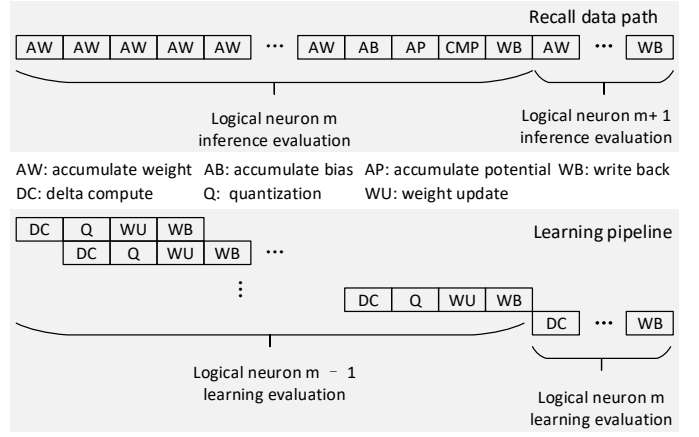 Recall data path
AW AW AW AW AW ··· AW AB AP CMP WB AW ··· WB
Logical neuron m
inference evaluation
Logical neuron m+ 1
inference evaluation
AW: accumulate weight AB: accumulate bias AP: accumulate potential WB: write back
DC: delta compute Q: quantization WU: weight update
Learning pipeline
DC Q WU WB
DC Q WU WB ···
⋮
DC Q WU WB
DC ··· WB
Logical neuron m − 1
learning evaluation
Logical neuron m
learning evaluation